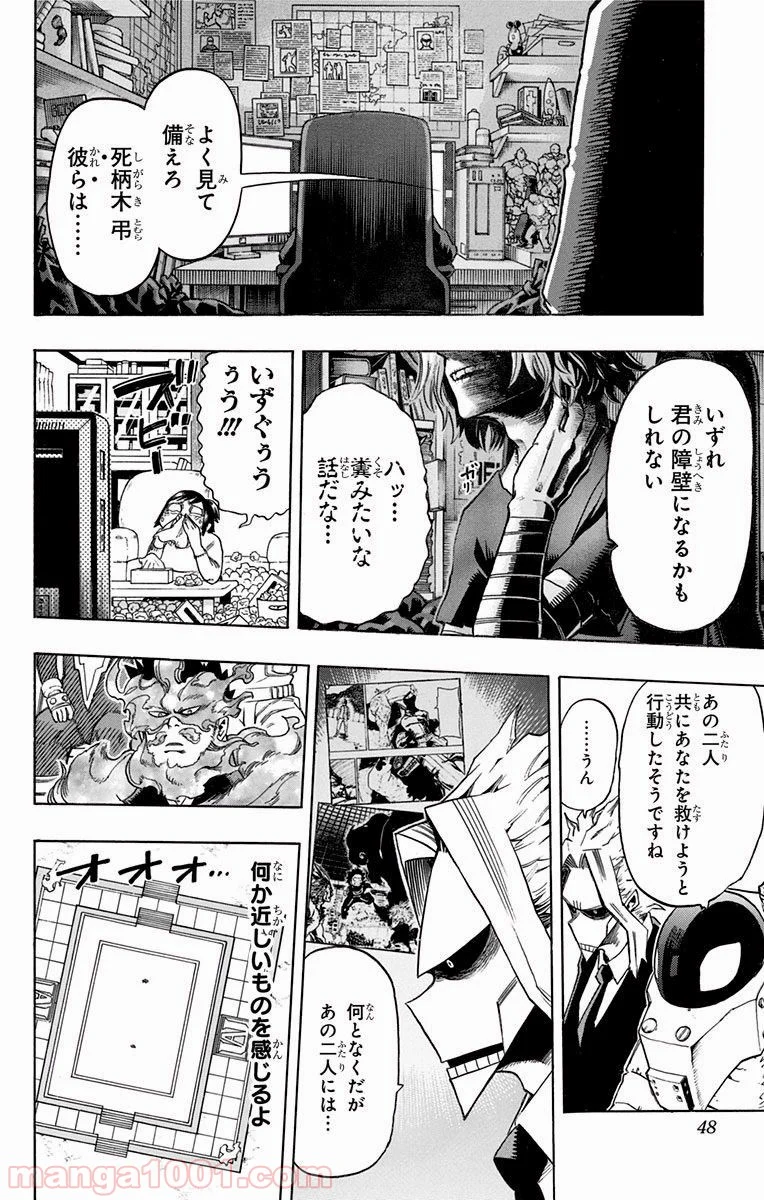 よく見て
備えろ
死柄木弔
彼らは……
いずれ
君の障壁になるかも
しれない
ガリ
ハッ…
糞みたいな
話だな…
いずぐぅう
ぅう!!!
あの二人
共にあなたを救けようと
行動したそうですね
……うん
何となくだが
あの二人には…
何か近しいものを感じるよ
オオオォ…
48
manga1001.com